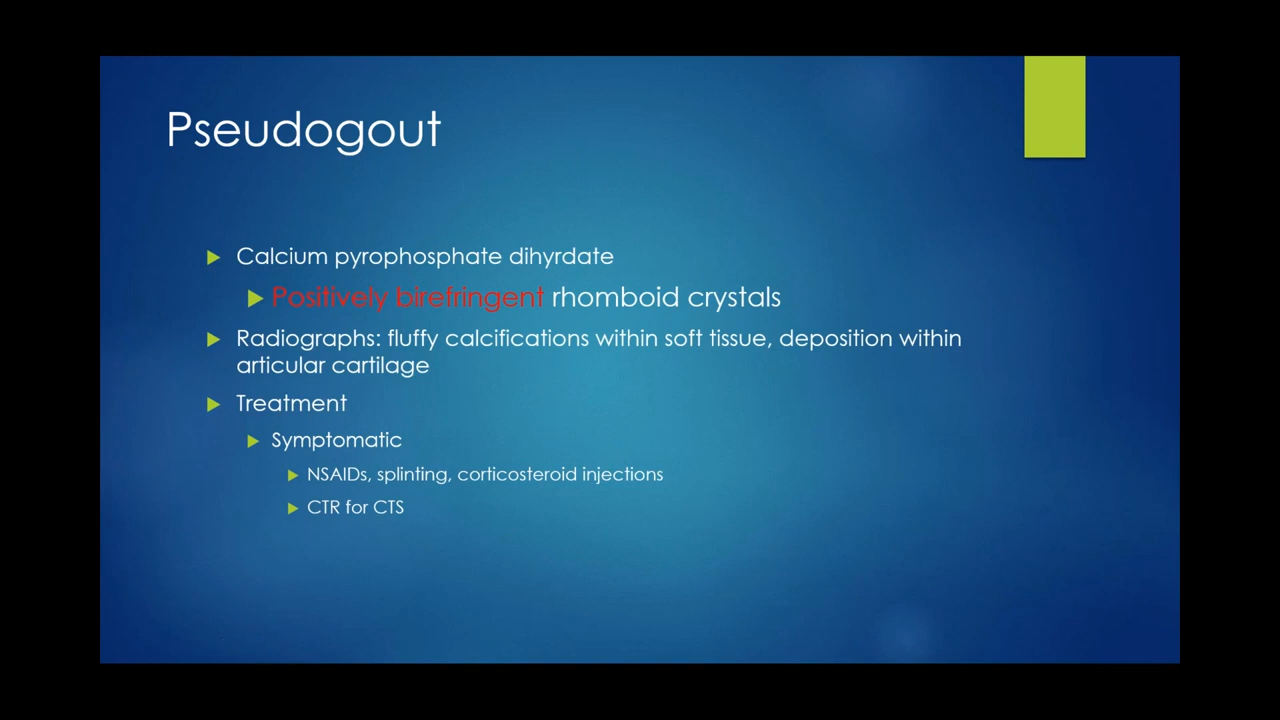 Pseudogout
Calcium pyrophosphate dihyrdate
Positively birefringent rhomboid crystals
Radiographs: fluffy calcifications within soft tissue, deposition within
articular cartilage
Treatment
Symptomatic
NSAIDs, splinting, corticosteroid injections
CTR for CTS